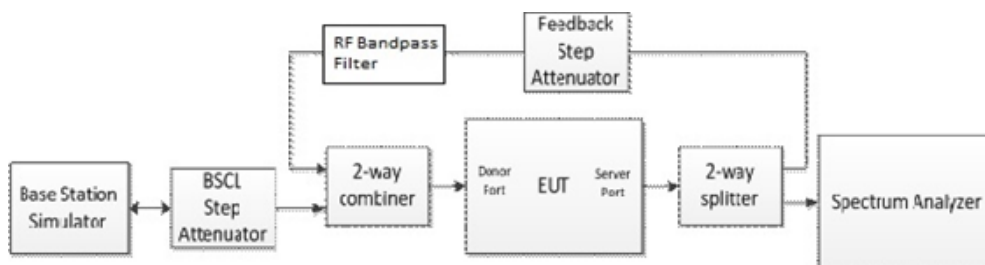 RF Bandpass
Filter
Feedback
Step
Attenuator
Base Station
Simulator
BSCL
Step
Attenuator
2-way
combiner
Donor
Port
EUT
Server
Port
2-way
splitter
Spectrum Analyzer